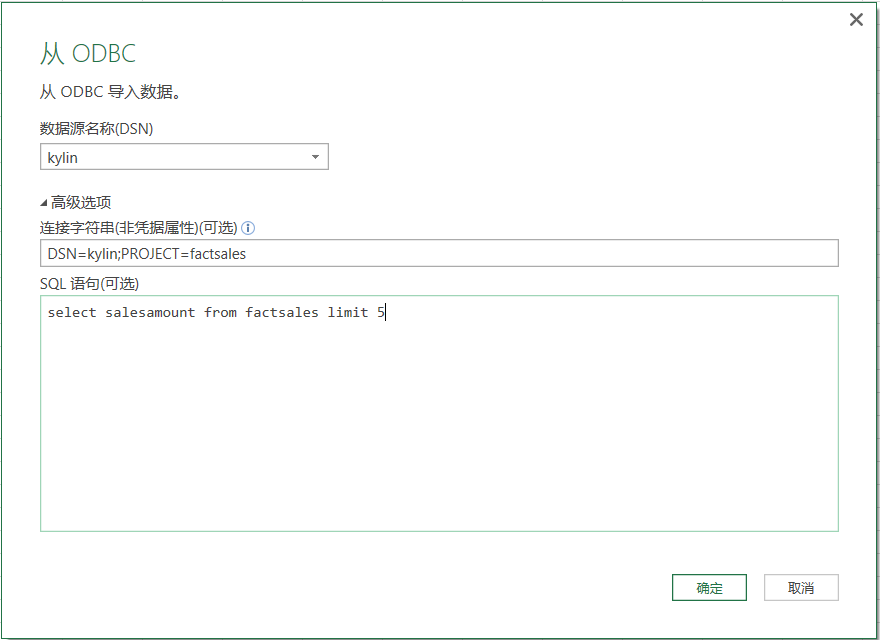 从 ODBC
从 ODBC 导入数据。
数据源名称(DSN)
kylin
高级选项
连接字符串(非凭据属性)(可选)
DSN=kylin;PROJECT=factsales
SQL 语句(可选)
select salesamount from factsales limit 5
确定
取消